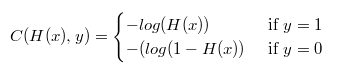 C(H(x), y) = { −log(H(x)) if y = 1
−(log(1 − H(x)) if y = 0